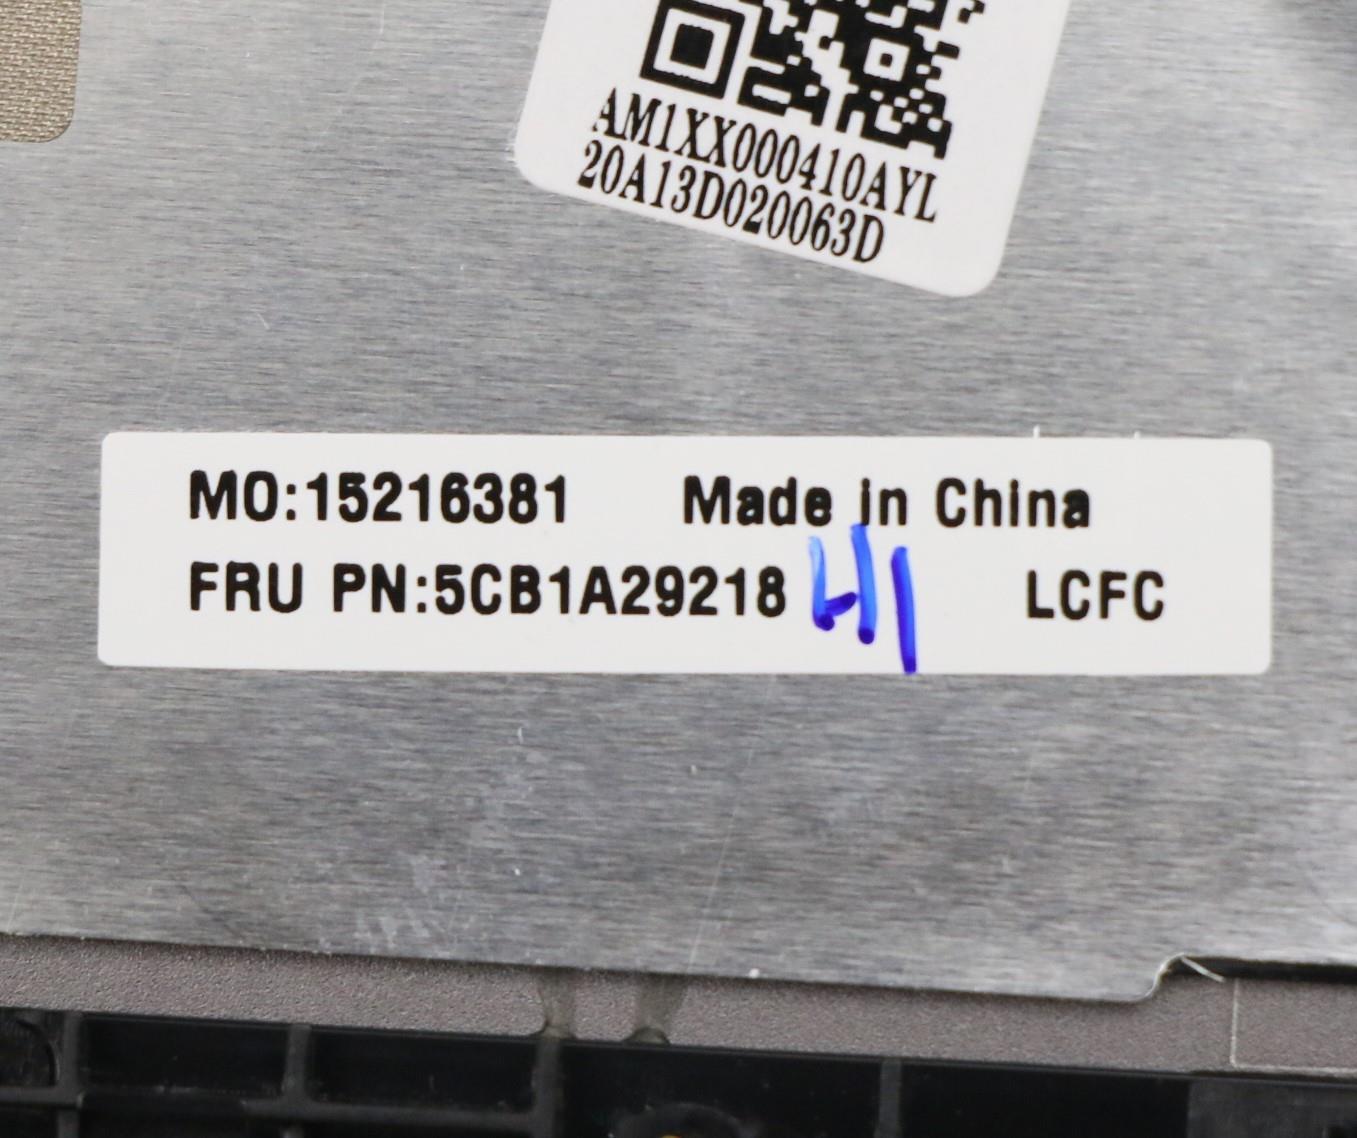 AM1XX000410AYL
20A13D020063D
MO:15216381 Made in China
FRU PN:5CB1A29218 41 LCFC